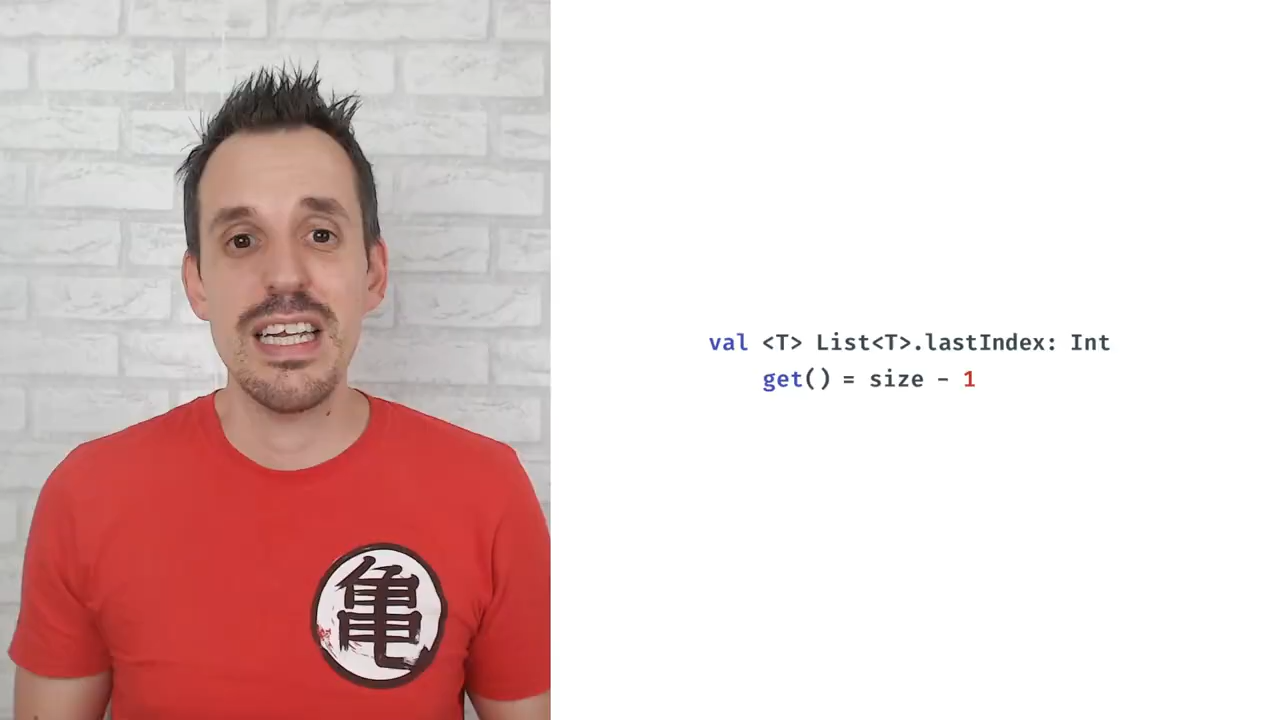 val <T> List<T>.lastIndex: Int
get() = size - 1
亀